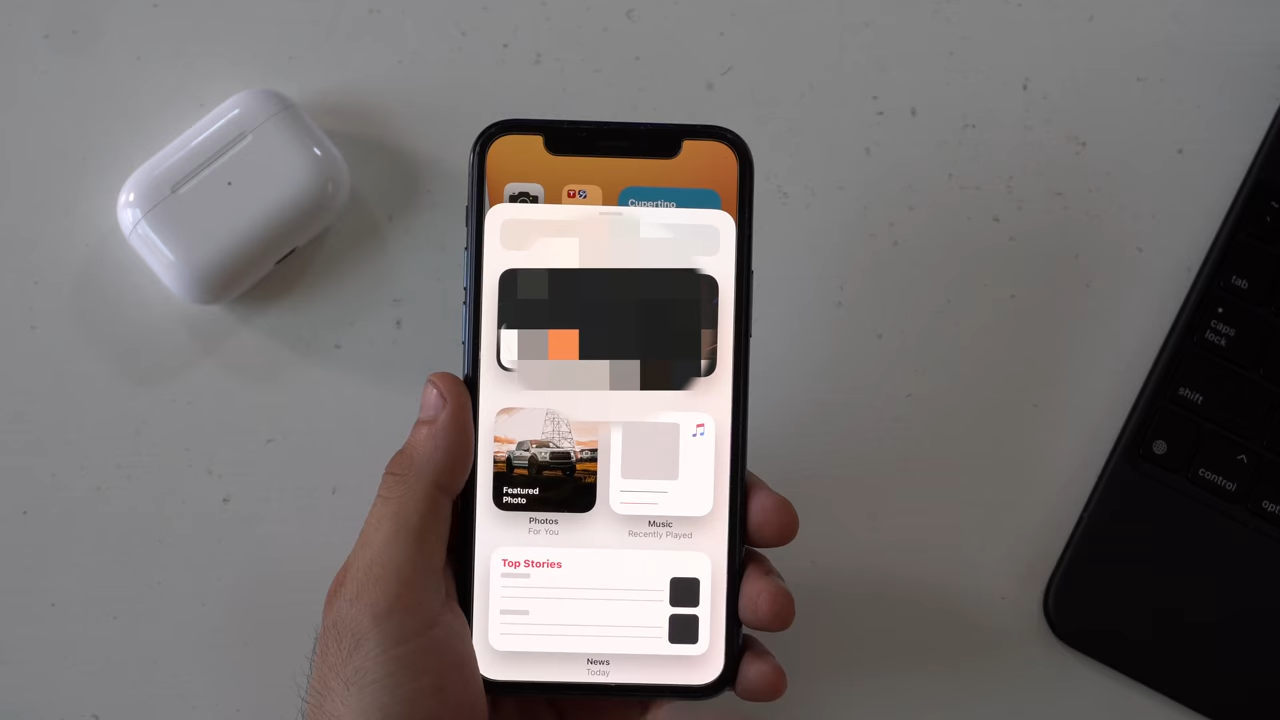 Cupertino
Featured
Photo
Photos
For You
Music
Recently Played
Top Stories
News
Today
tab
caps
lock
shift
control